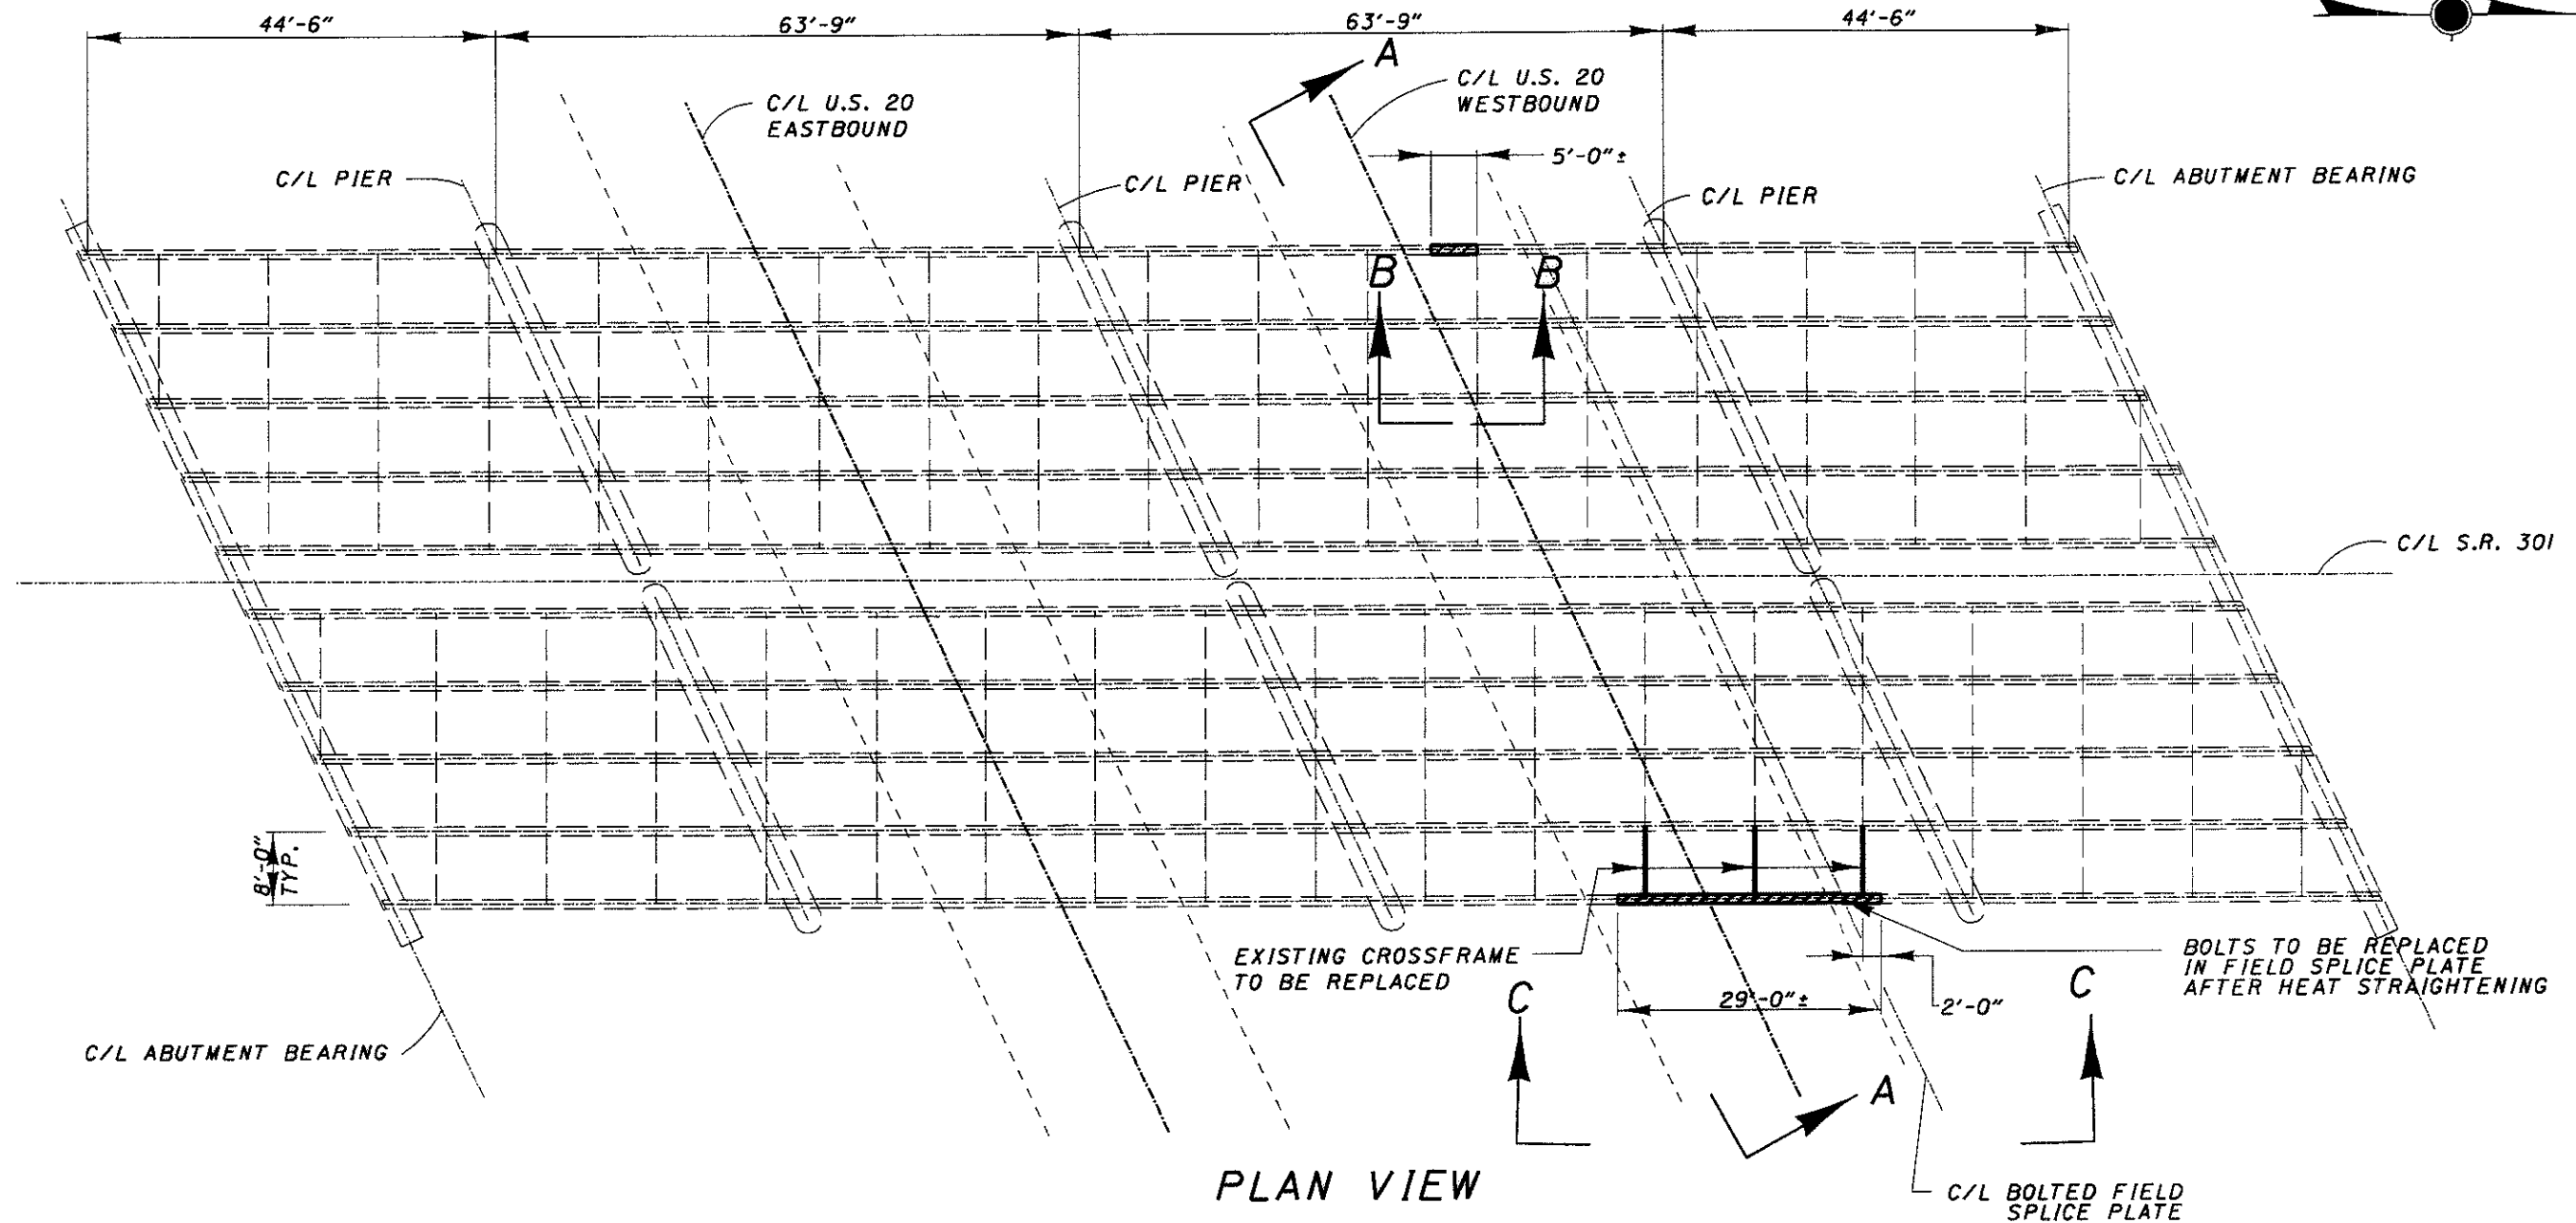 44'-6"
63'-9"
63'-9"
44'-6"
A
C/L U.S. 20
EASTBOUND
C/L U.S. 20
WESTBOUND
5'-0"±
C/L PIER
C/L PIER
C/L PIER
C/L ABUTMENT BEARING
B
B
C/L S.R. 301
8'-0"
TYP.
EXISTING CROSSFRAME
TO BE REPLACED
BOLTS TO BE REPLACED
IN FIELD SPLICE PLATE
AFTER HEAT STRAIGHTENING
C
C
29'-0"±
2'-0"
C/L ABUTMENT BEARING
A
PLAN VIEW
C/L BOLTED FIELD
SPLICE PLATE